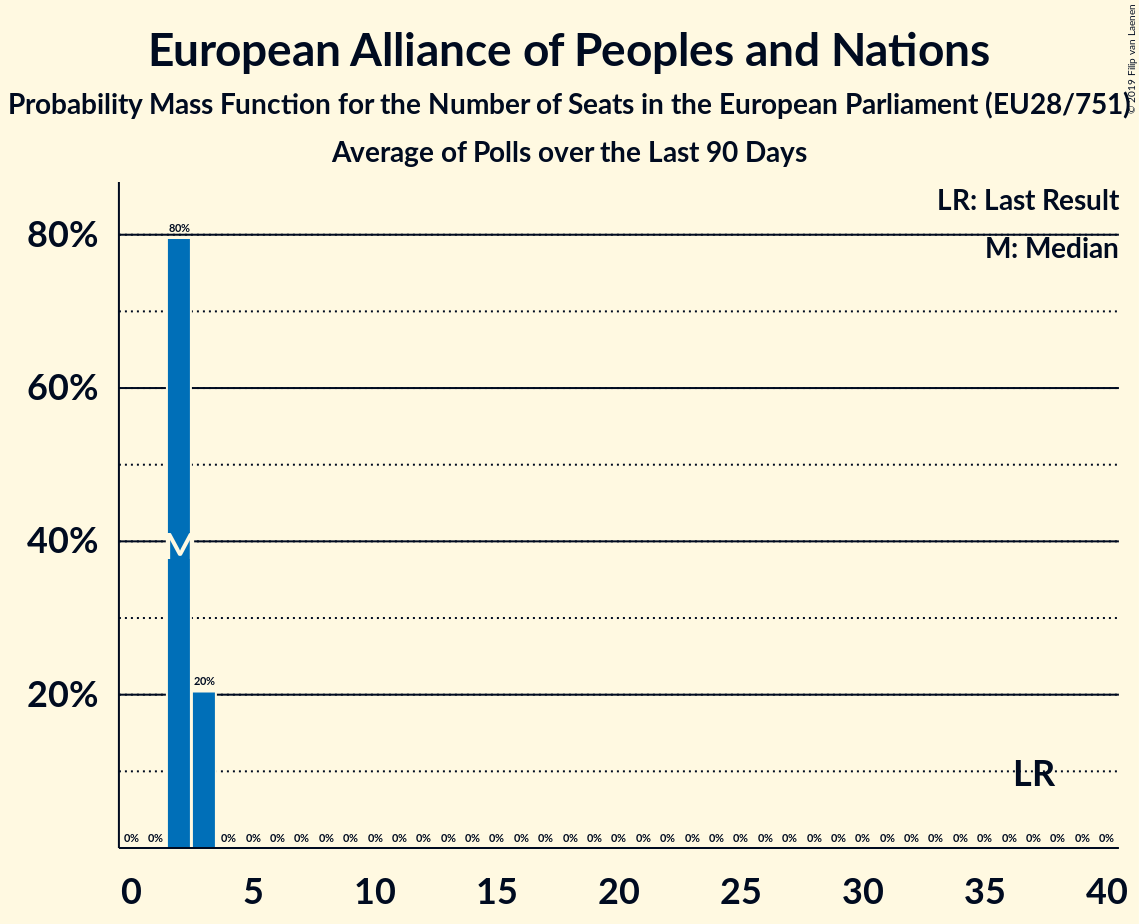 European Alliance of Peoples and Nations
Probability Mass Function for the Number of Seats in the European Parliament (EU28/751)
Average of Polls over the Last 90 Days
© 2019 Filip van Laenen
LR: Last Result
M: Median
80%
60%
40%
20%
80%
M
20%
LR
0% 0% 0% 0% 0% 0% 0% 0% 0% 0% 0% 0% 0% 0% 0% 0% 0% 0% 0% 0% 0% 0% 0% 0% 0% 0% 0% 0% 0% 0% 0% 0% 0% 0% 0% 0% 0% 0% 0%
0 5 10 15 20 25 30 35 40